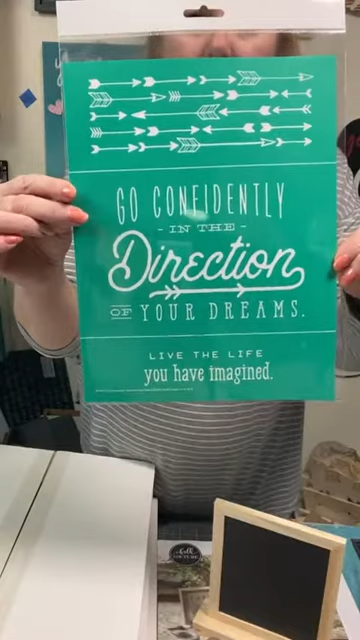 GO CONFIDENTLY
- IN THE -
Direction
OF YOUR DREAMS.
LIVE THE LIFE
you have imagined.